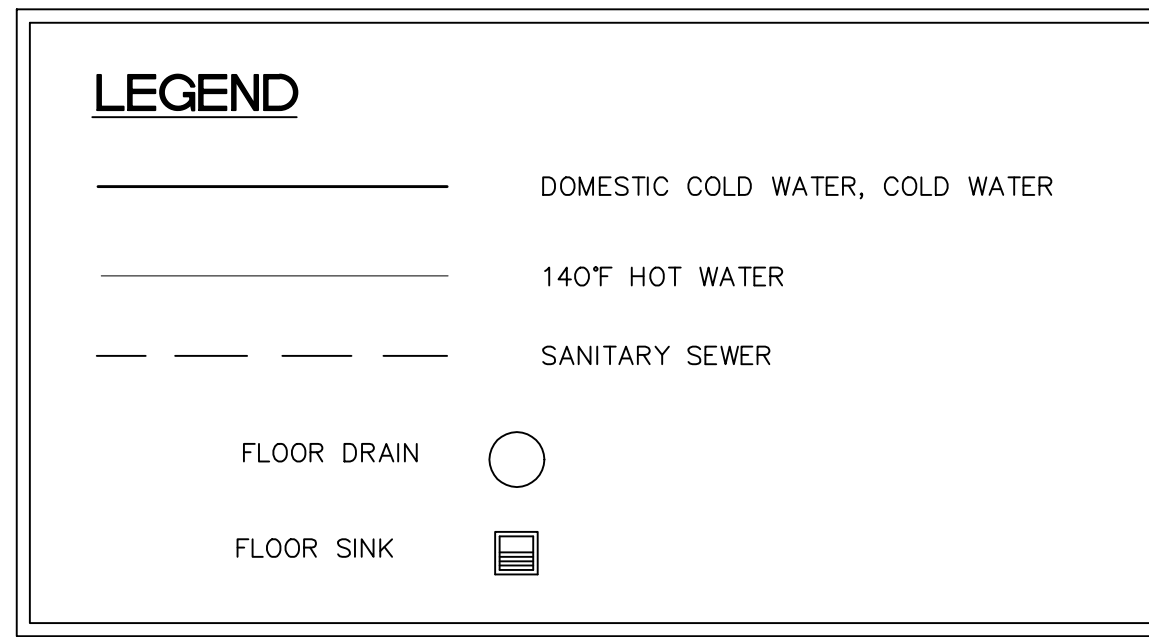 LEGEND
DOMESTIC COLD WATER, COLD WATER
140°F HOT WATER
SANITARY SEWER
FLOOR DRAIN
FLOOR SINK